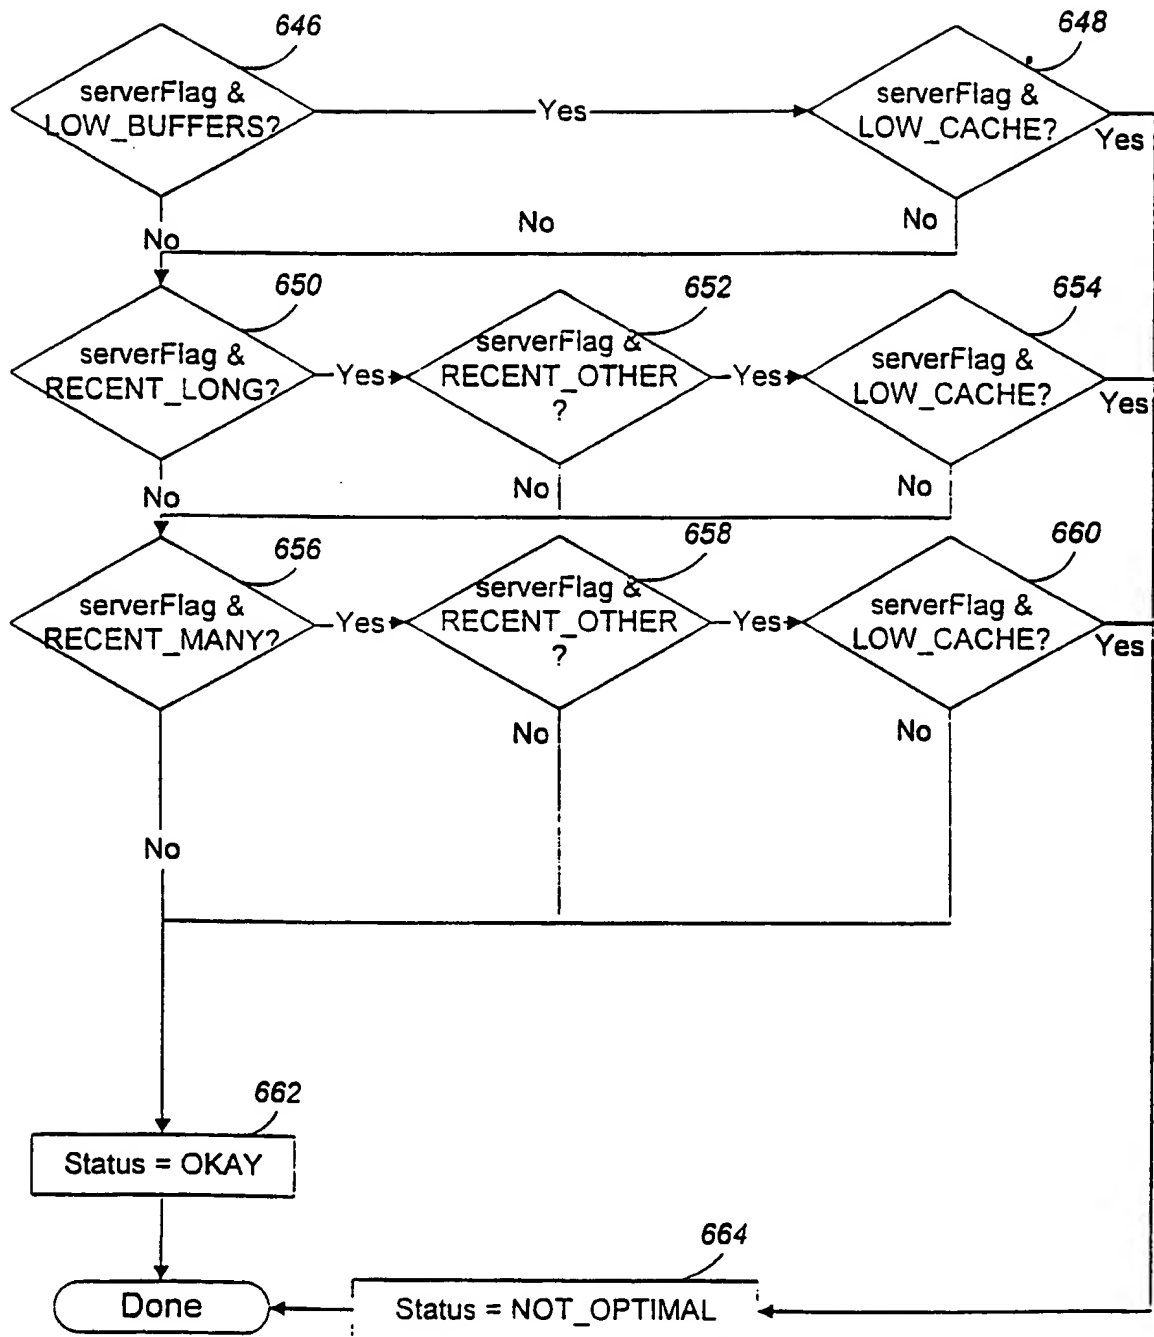 646
648
serverFlag &
LOW_BUFFERS?
Yes
serverFlag &
LOW_CACHE?
Yes
No
No
No
650
652
654
serverFlag &
RECENT_LONG?
Yes
serverFlag &
RECENT_OTHER
?
Yes
serverFlag &
LOW_CACHE?
Yes
No
No
No
656
658
660
serverFlag &
RECENT_MANY?
Yes
serverFlag &
RECENT_OTHER
?
Yes
serverFlag &
LOW_CACHE?
Yes
No
No
No
662
Status = OKAY
664
Done
Status = NOT_OPTIMAL